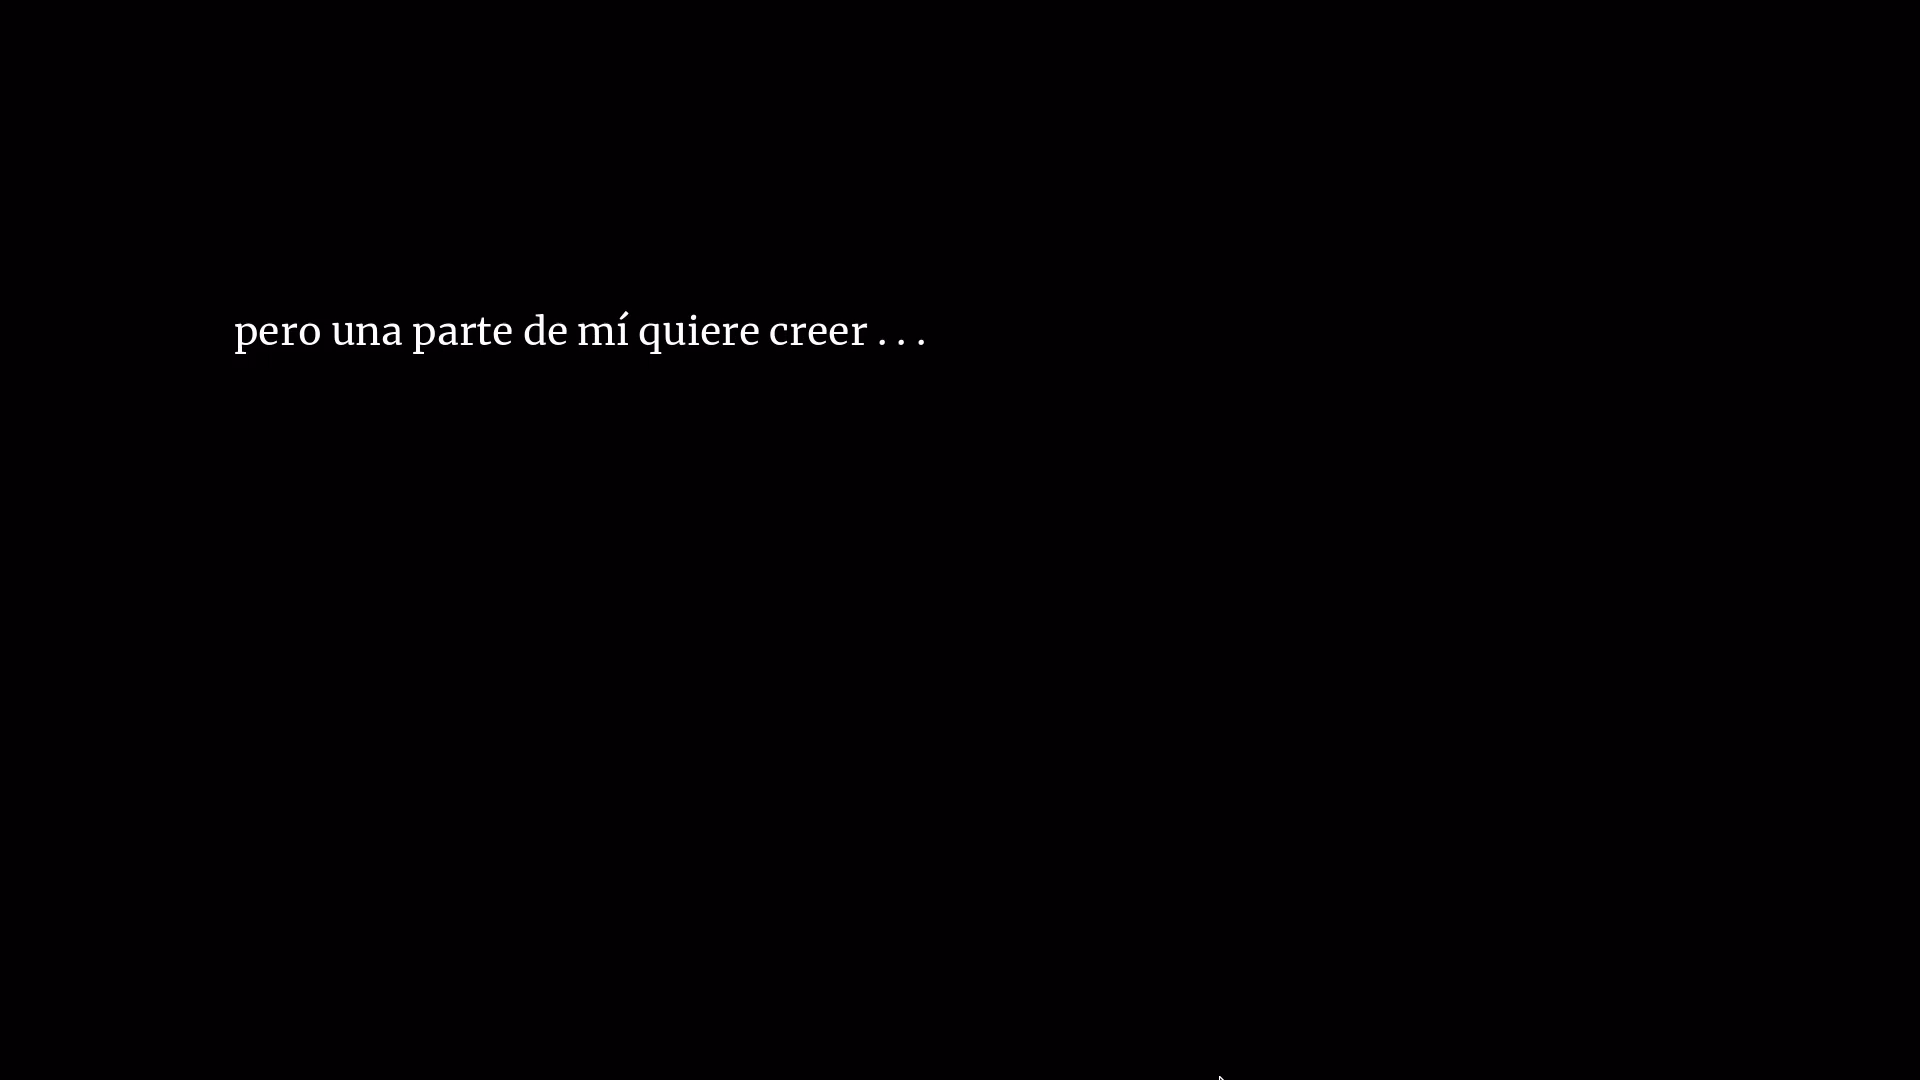 pero una parte de mí quiere creer . . .